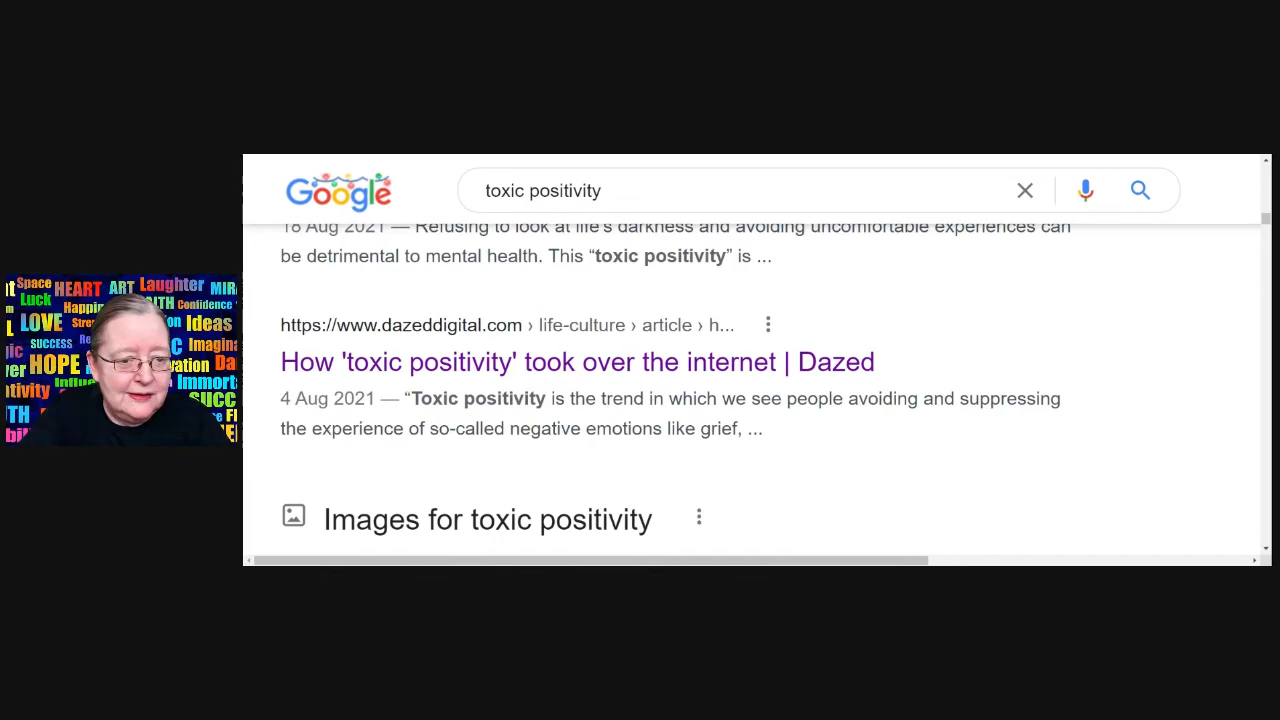 Google
toxic positivity
18 Aug 2021 — Refusing to look at life's darkness and avoiding uncomfortable experiences can
be detrimental to mental health. This “toxic positivity” is ...
https://www.dazeddigital.com › life-culture › article › h...
How 'toxic positivity' took over the internet | Dazed
4 Aug 2021 — “Toxic positivity is the trend in which we see people avoiding and suppressing
the experience of so-called negative emotions like grief, ...
Images for toxic positivity
Space HEART ART Laughter
Luck
LOVE Ideas
Confidence
SUCCESS
HOPE